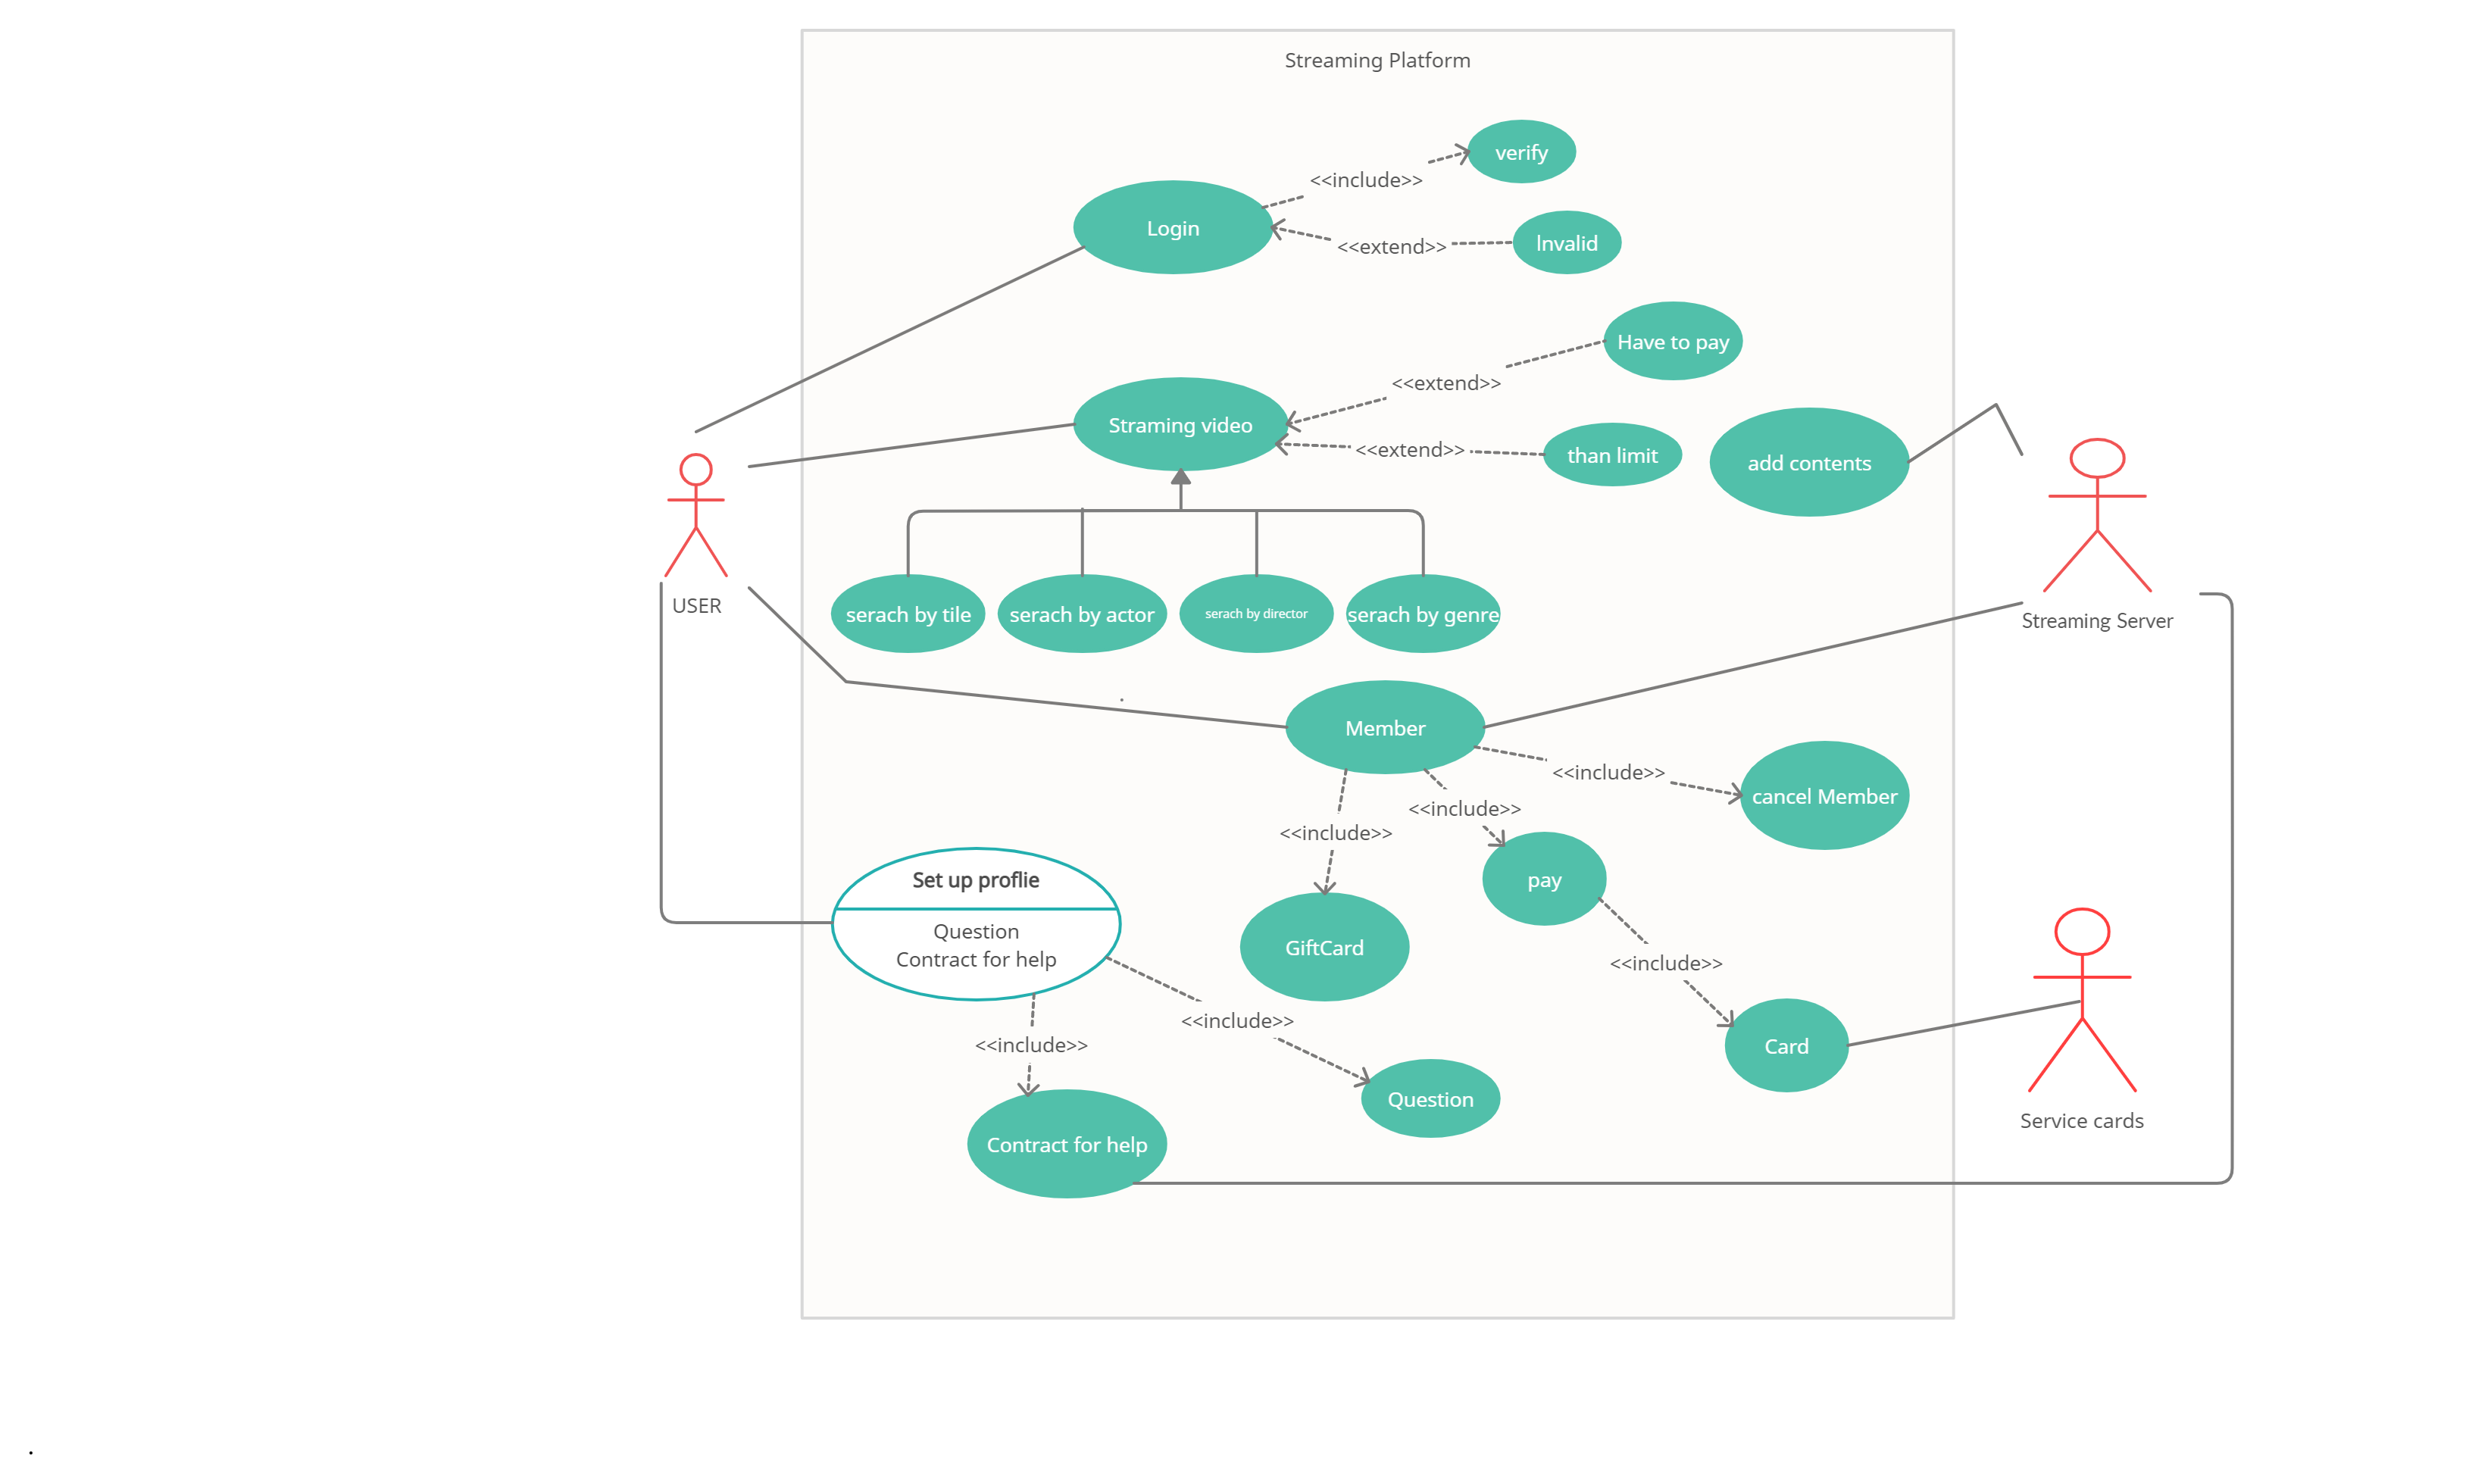 Streaming Platform
verify
<<include>>
Login
<<extend>>
Invalid
Have to pay
<<extend>>
Straming video
<<extend>>
than limit
add contents
USER
serach by tile
serach by actor
serach by director
serach by genre
Streaming Server
.
Member
<<include>>
cancel Member
<<include>>
<<include>>
Set up proflie
pay
Question
Contract for help
GiftCard
<<include>>
<<include>>
<<include>>
Card
Question
Service cards
Contract for help
.